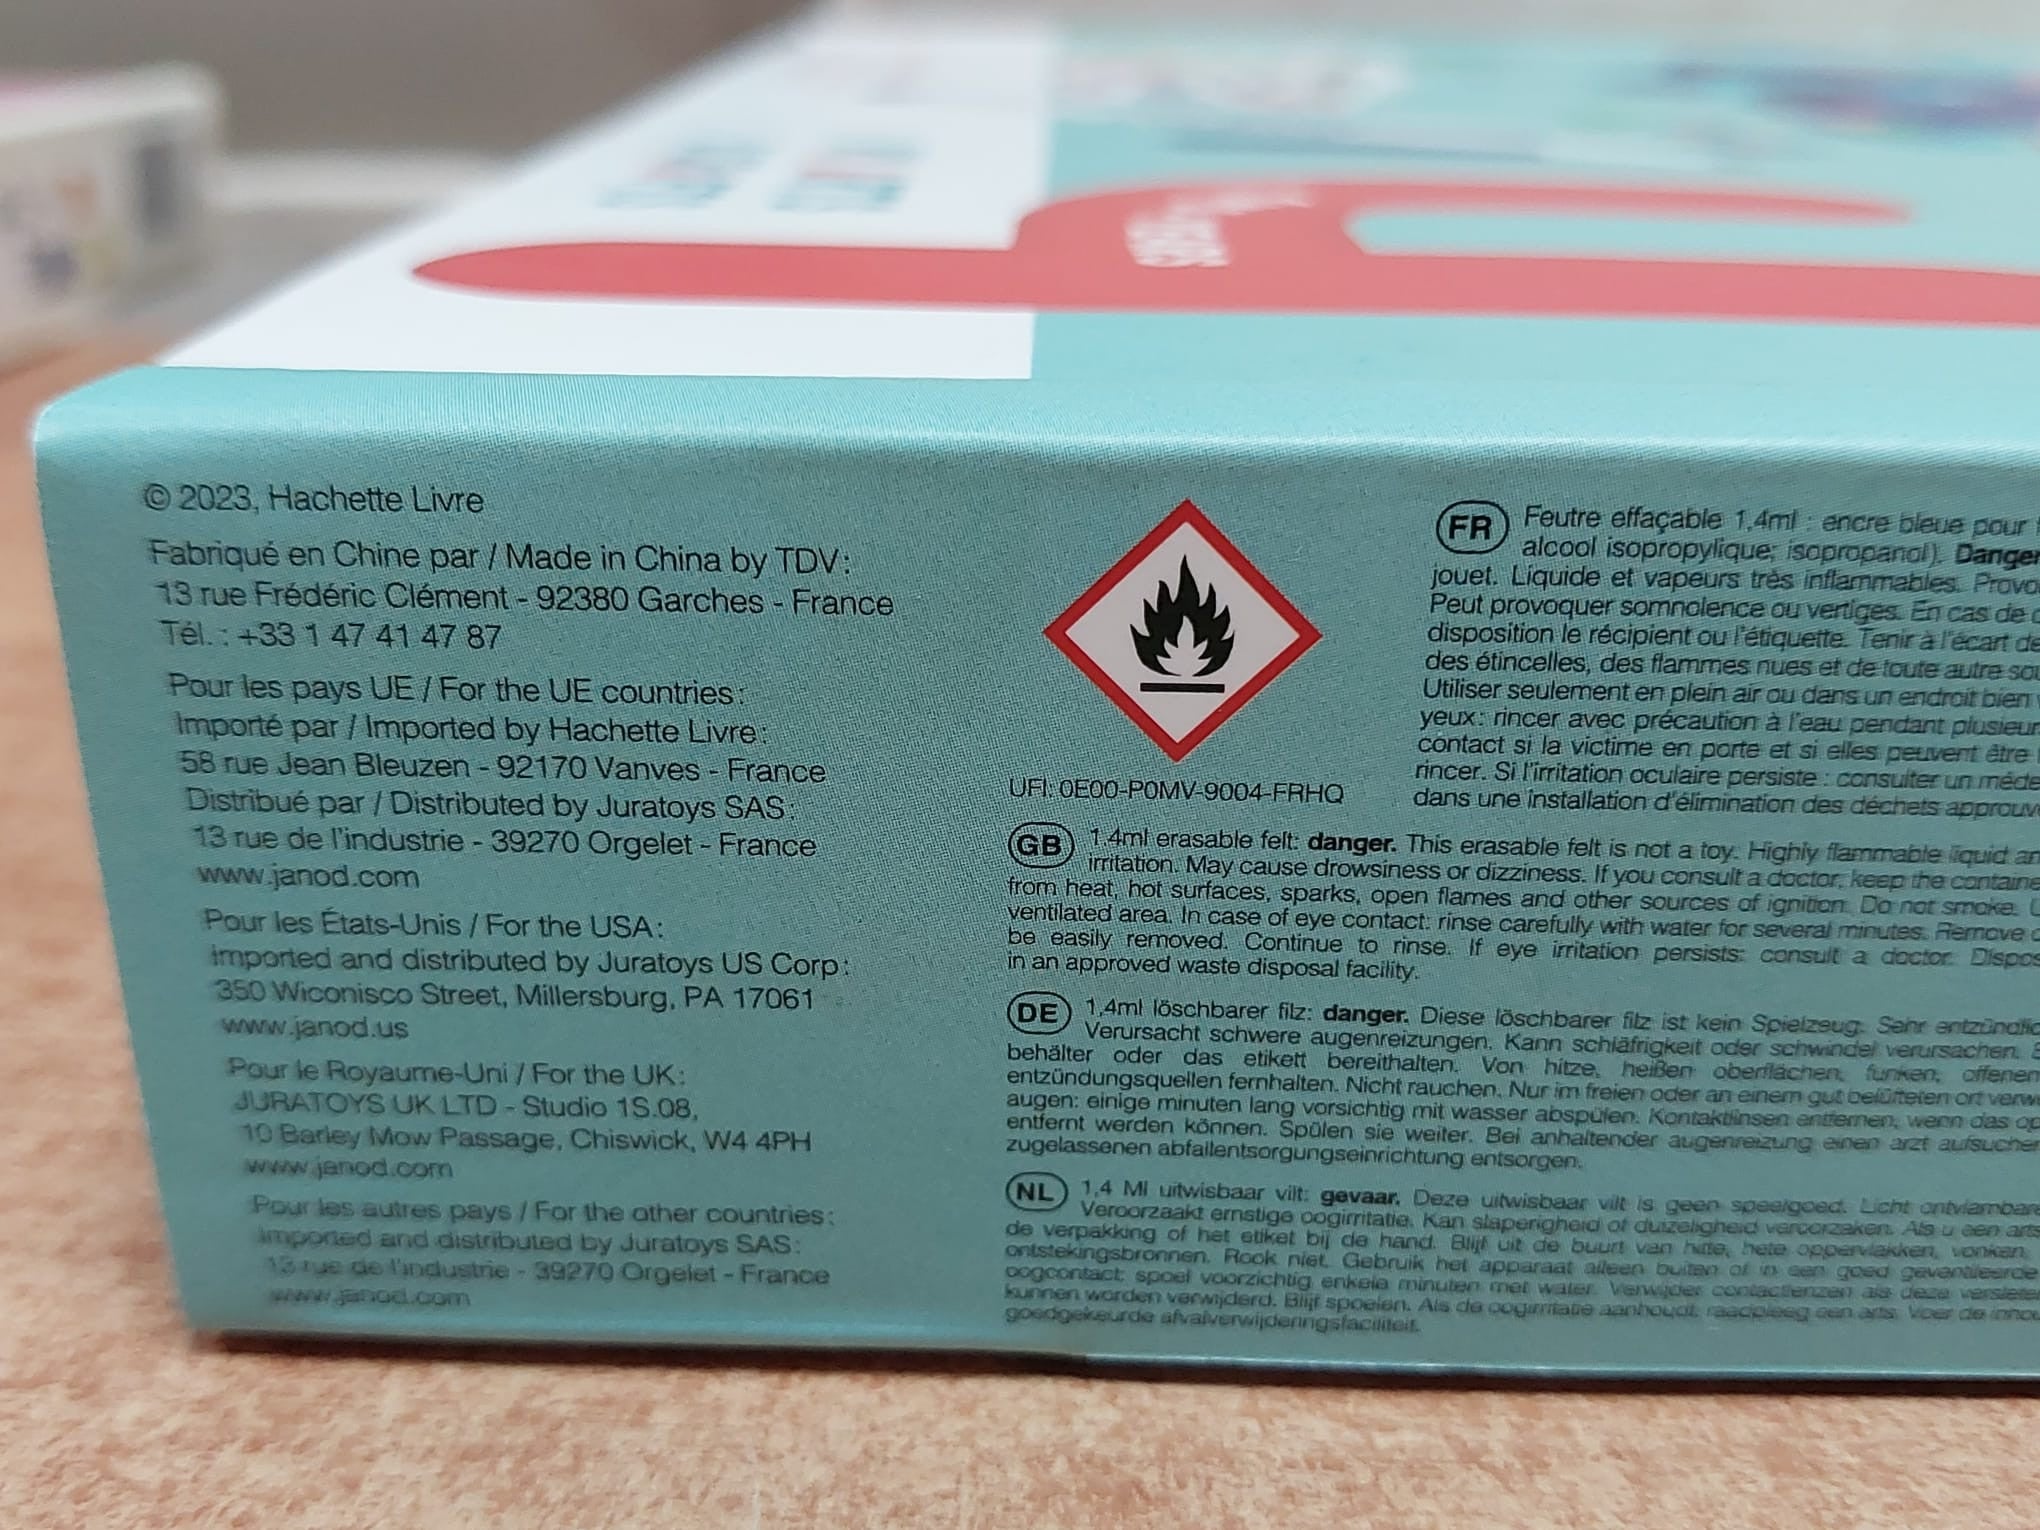 © 2023, Hachette Livre
Fabriqué en Chine par / Made in China by TDV:
13 rue Frédéric Clément - 92380 Garches - France
Tél. : +33 1 47 41 47 87
Pour les pays UE / For the UE countries:
Importé par / Imported by Hachette Livre:
58 rue Jean Bleuzen - 92170 Vanves - France
Distribué par / Distributed by Juratoys SAS:
13 rue de l'industrie - 39270 Orgelet - France
www.janod.com
Pour les États-Unis / For the USA:
imported and distributed by Juratoys US Corp:
350 Wiconisco Street, Millersburg, PA 17061
www.janod.us
Pour le Royaume-Uni / For the UK:
JURATOYS UK LTD - Studio 1S.08,
10 Barley Mow Passage, Chiswick, W4 4PH
www.janod.com
Pour les autres pays / For the other countries:
Imported and distributed by Juratoys SAS:
13 rue de l'industrie - 39270 Orgelet - France
www.janod.com
UFI: 0E00-P0MV-9004-FRHQ
FR Feutre effaçable 1,4ml : encre bleue pour
alcool isopropylique; isopropanol). Danger
jouet. Liquide et vapeurs très inflammables.
Peut provoquer somnolence ou vertiges. En cas de
disposition le récipient ou l'étiquette. Tenir à l'écart
des étincelles, des flammes nues et de toute autre
Utiliser seulement en plein air ou dans un endroit bien
yeux: rincer avec précaution à l'eau pendant
contact si la victime en porte et si elles peuvent être
rincer. Si l'irritation oculaire persiste : consulter un
dans une installation d'élimination des déchets
GB 1.4ml erasable felt: danger. This erasable felt is not a toy. Highly flammable liquid
irritation. May cause drowsiness or dizziness. If you consult a doctor, keep the
from heat, hot surfaces, sparks, open flames and other sources of ignition. Do not smoke.
ventilated area. In case of eye contact: rinse carefully with water for several minutes. Remove
be easily removed. Continue to rinse. If eye irritation persists: consult a doctor.
in an approved waste disposal facility.
DE 1,4ml löschbarer filz: danger. Diese löschbarer filz ist kein Spielzeug. Sehr
Verursacht schwere augenreizungen. Kann schläfrigkeit oder schwindel verursachen.
behälter oder das etikett bereithalten. Von hitze, heißen oberflächen, funken,
entzündungsquellen fernhalten. Nicht rauchen. Nur im freien oder an einem gut belüfteten ort
augen: einige minuten lang vorsichtig mit wasser abspülen. Kontaktlinsen entfernen, wenn das
entfernt werden können. Spülen sie weiter. Bei anhaltender augenreizung einen arzt
zugelassenen abfallentsorgungseinrichtung entsorgen.
NL 1,4 Ml uitwisbaar vilt: gevaar. Deze uitwisbaar vilt is geen speelgoed. Licht
Veroorzaakt ernstige oogirritatie. Kan slaperigheid of duizeligheid veroorzaken. Als u een
de verpakking of het etiket bij de hand. Blijf uit de buurt van hitte, hete oppervlakken, vonken,
ontstekingsbronnen. Rook niet. Gebruik het apparaat alleen buiten of in een goed
oogcontact: spoel voorzichtig enkele minuten met water. Verwijder contactlenzen als deze
kunnen worden verwijderd. Blijf spoelen. Als de oogirritatie aanhoudt, raadpleeg een arts. Voer de
goedgekeurde afvalverwijderingsfaciliteit.